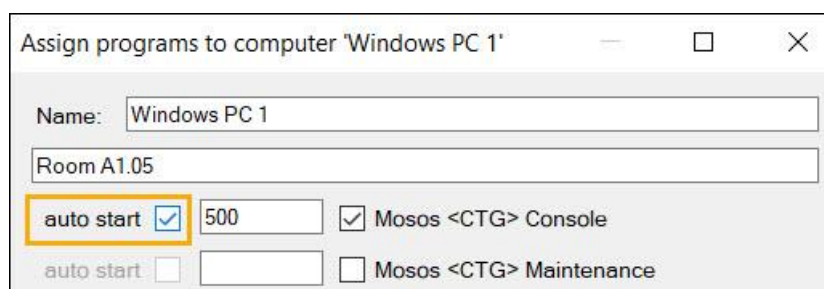 Assign programs to computer 'Windows PC 1'
Name: Windows PC 1
Room A1.05
auto start 500 Mosos <CTG> Console
auto start Mosos <CTG> Maintenance